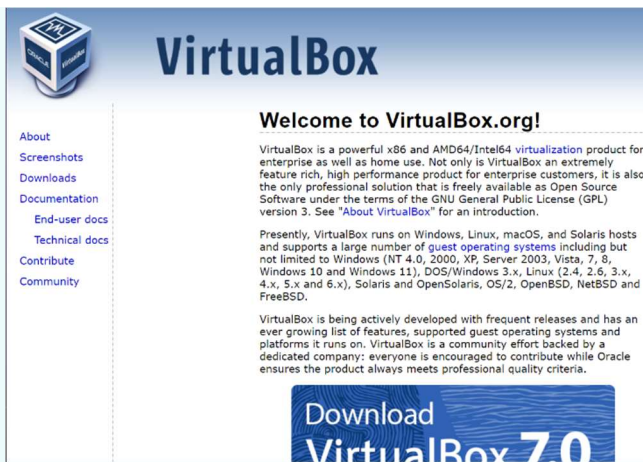 ORACLE
VirtualBox
VirtualBox
About
Screenshots
Downloads
Documentation
End-user docs
Technical docs
Contribute
Community
Welcome to VirtualBox.org!
VirtualBox is a powerful x86 and AMD64/Intel64 virtualization product for
enterprise as well as home use. Not only is VirtualBox an extremely
feature rich, high performance product for enterprise customers, it is also
the only professional solution that is freely available as Open Source
Software under the terms of the GNU General Public License (GPL)
version 3. See "About VirtualBox" for an introduction.
Presently, VirtualBox runs on Windows, Linux, macOS, and Solaris hosts
and supports a large number of guest operating systems including but
not limited to Windows (NT 4.0, 2000, XP, Server 2003, Vista, 7, 8,
Windows 10 and Windows 11), DOS/Windows 3.x, Linux (2.4, 2.6, 3.x,
4.x, 5.x and 6.x), Solaris and OpenSolaris, OS/2, OpenBSD, NetBSD and
FreeBSD.
VirtualBox is being actively developed with frequent releases and has an
ever growing list of features, supported guest operating systems and
platforms it runs on. VirtualBox is a community effort backed by a
dedicated company: everyone is encouraged to contribute while Oracle
ensures the product always meets professional quality criteria.
Download
VirtualBox 7.0